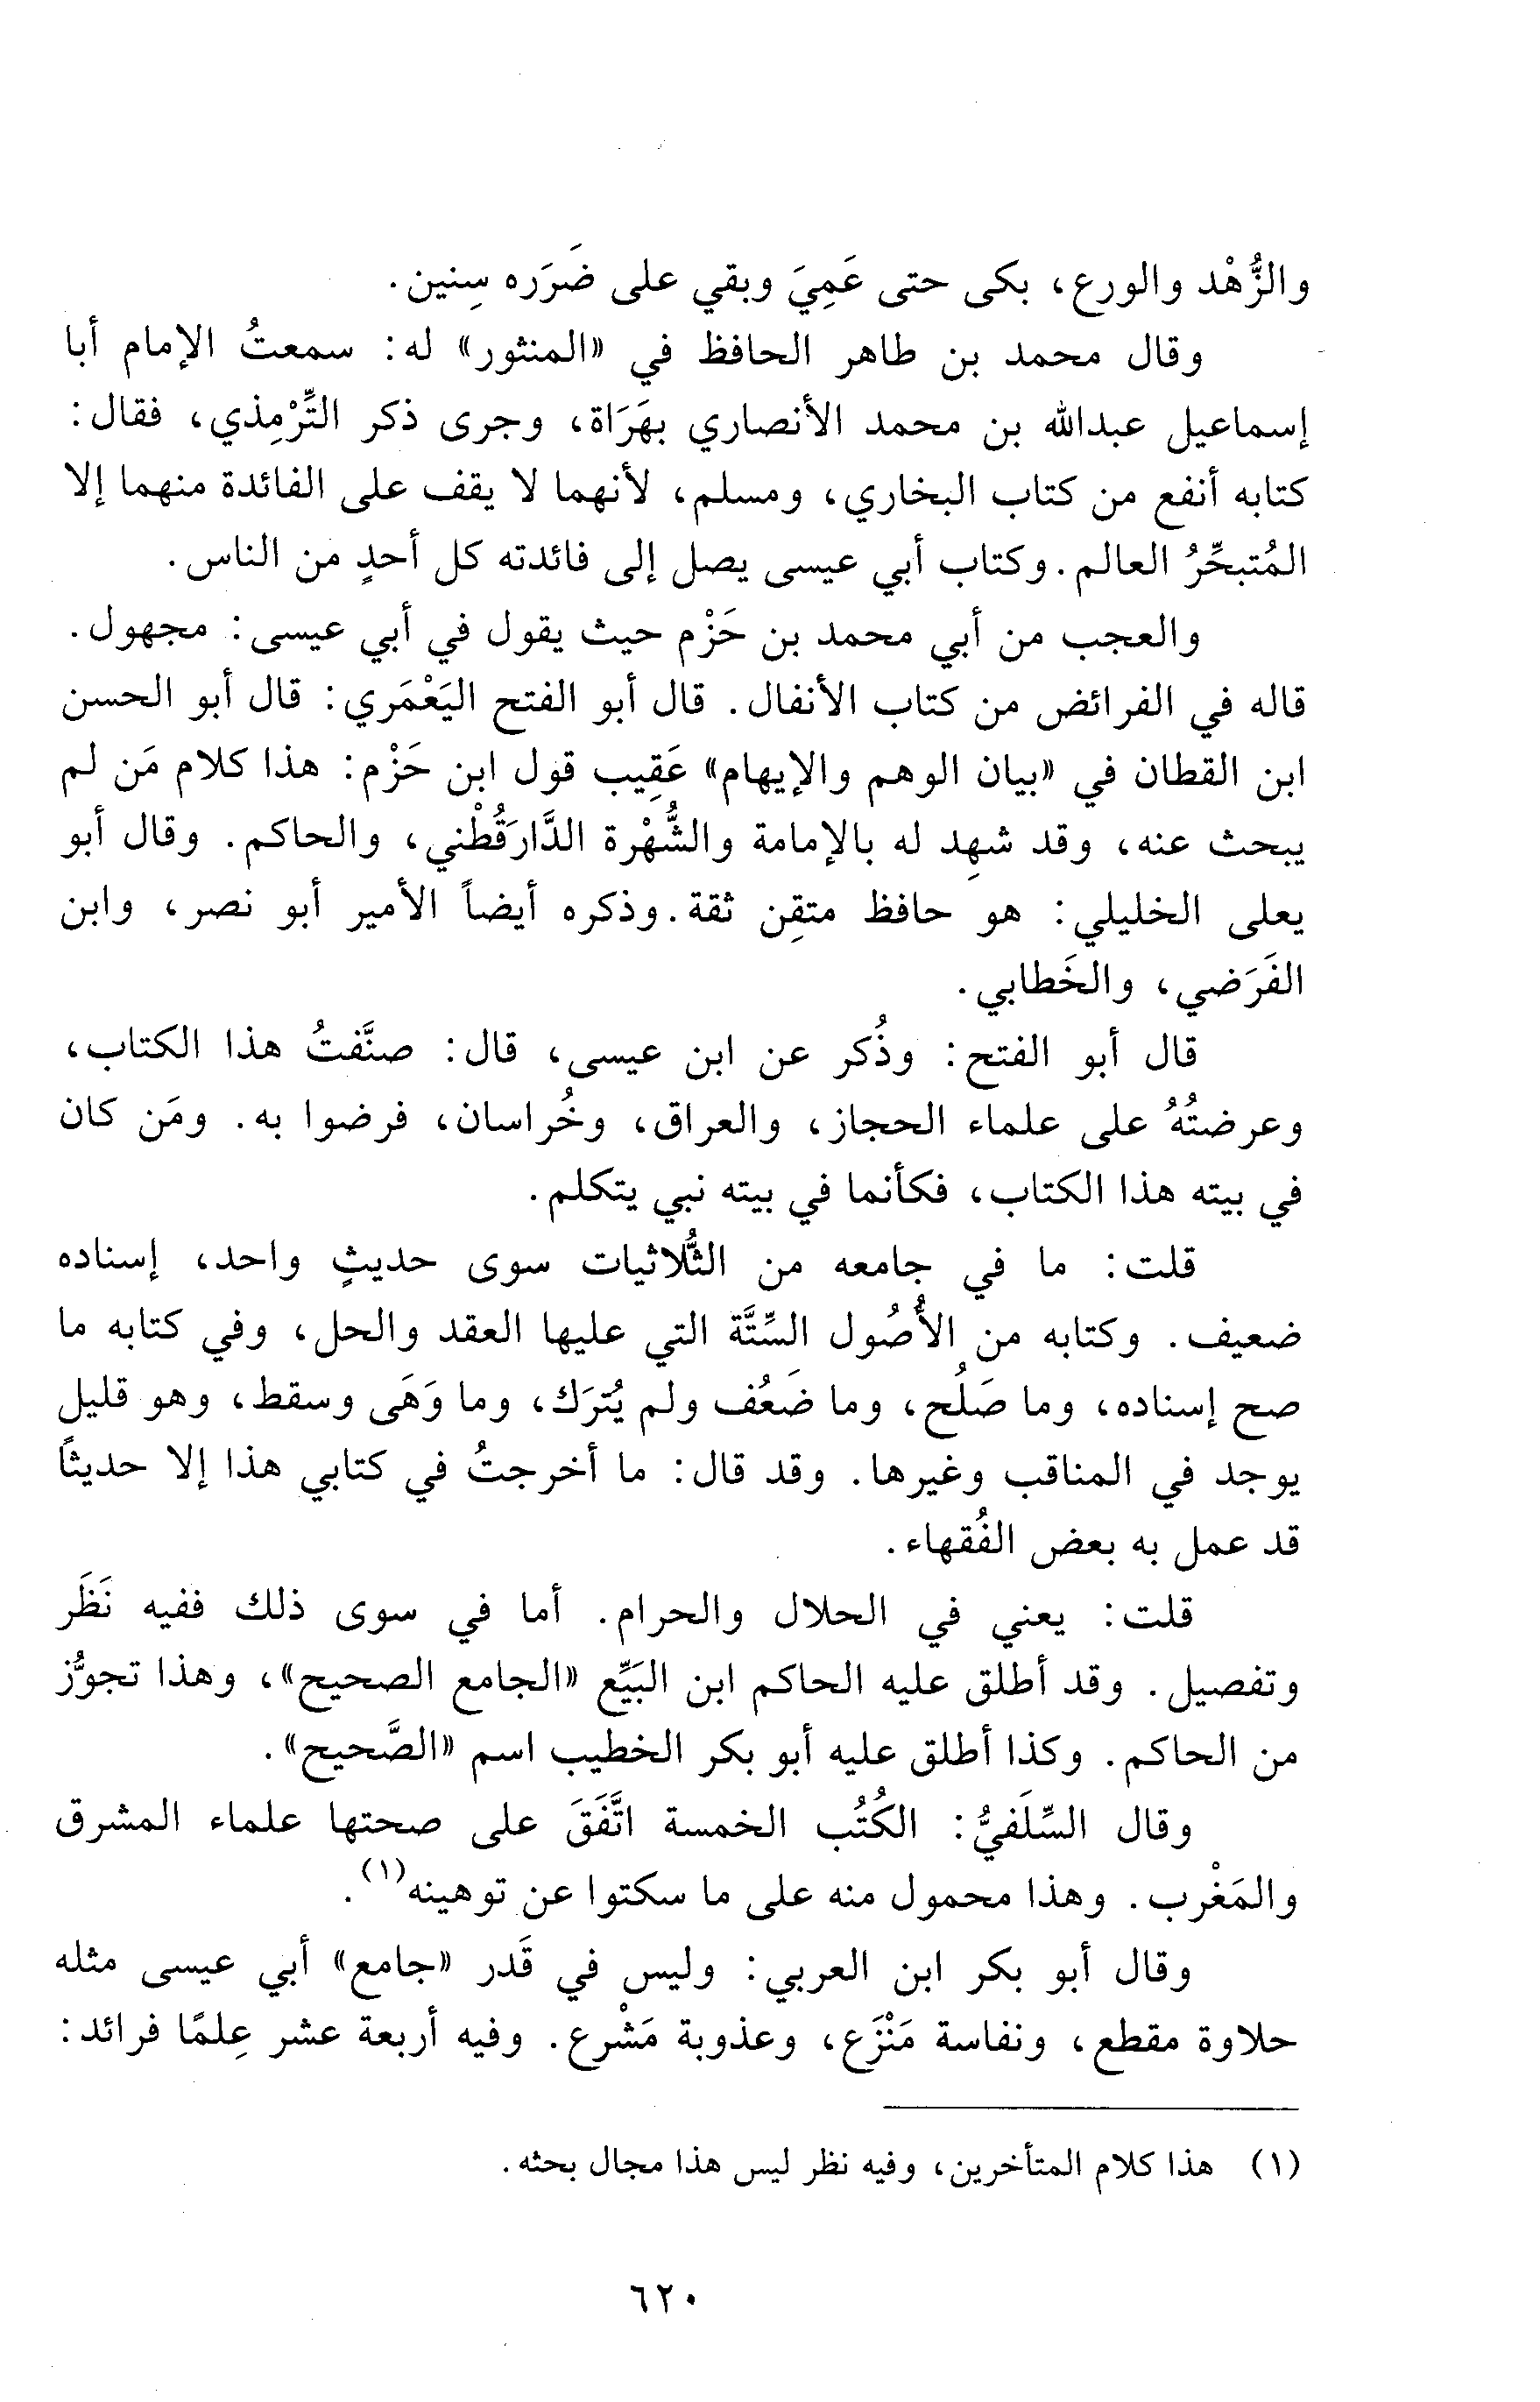 والزُّهْد والورع، بكى حتى عَمِيَ وبقي على ضَرَره سِنين.
وقال محمد بن طاهر الحافظ في «المنثور» له: سمعتُ الإمام أبا
إسماعيل عبدالله بن محمد الأنصاري بهَرَاة، وجرى ذكر التِّرْمِذي، فقال:
كتابه أنفع من كتاب البخاري، ومسلم، لأنهما لا يقف على الفائدة منهما إلا
المُتبحِّرُ العالم. وكتاب أبي عيسى يصل إلى فائدته كل أحدٍ من الناس.
والعجب من أبي محمد بن حَزْم حيث يقول في أبي عيسى: مجهول.
قاله في الفرائض من كتاب الأنفال. قال أبو الفتح اليَعْمَري: قال أبو الحسن
ابن القطان في «بيان الوهم والإيهام» عَقِيب قول ابن حَزْم: هذا كلام مَن لم
يبحث عنه، وقد شهِد له بالإمامة والشُّهْرة الدَّارَقُطْني، والحاكم. وقال أبو
يعلى الخليلي: هو حافظ متقِن ثقة. وذكره أيضاً الأمير أبو نصر، وابن
الفَرَضي، والخَطابي.
قال أبو الفتح: وذُكر عن ابن عيسى، قال: صنَّفتُ هذا الكتاب،
وعرضتُهُ على علماء الحجاز، والعراق، وخُراسان، فرضوا به. ومَن كان
في بيته هذا الكتاب، فكأنما في بيته نبي يتكلم.
قلت: ما في جامعه من الثُّلاثيات سوى حديثٍ واحد، إسناده
ضعيف. وكتابه من الأُصُول السِّتَّة التي عليها العقد والحل، وفي كتابه ما
صح إسناده، وما صَلُح، وما ضَعُف ولم يُترَك، وما وَهَى وسقط، وهو قليل
يوجد في المناقب وغيرها. وقد قال: ما أخرجتُ في كتابي هذا إلا حديثاً
قد عمل به بعض الفُقهاء.
قلت: يعني في الحلال والحرام. أما في سوى ذلك ففيه نَظَر
وتفصيل. وقد أطلق عليه الحاكم ابن البَيِّع «الجامع الصحيح»، وهذا تجوُّز
من الحاكم. وكذا أطلق عليه أبو بكر الخطيب اسم «الصَّحيح».
وقال السِّلَفيُّ: الكُتُب الخمسة اتَّفَقَ على صحتها علماء المشرق
والمَغْرب. وهذا محمول منه على ما سكتوا عن توهينه(١).
وقال أبو بكر ابن العربي: وليس في قَدر «جامع» أبي عيسى مثله
حلاوة مقطع، ونفاسة مَنْزَع، وعذوبة مَشْرع. وفيه أربعة عشر عِلمًا فرائد:
(١) هذا كلام المتأخرين، وفيه نظر ليس هذا مجال بحثه.
٦٢٠